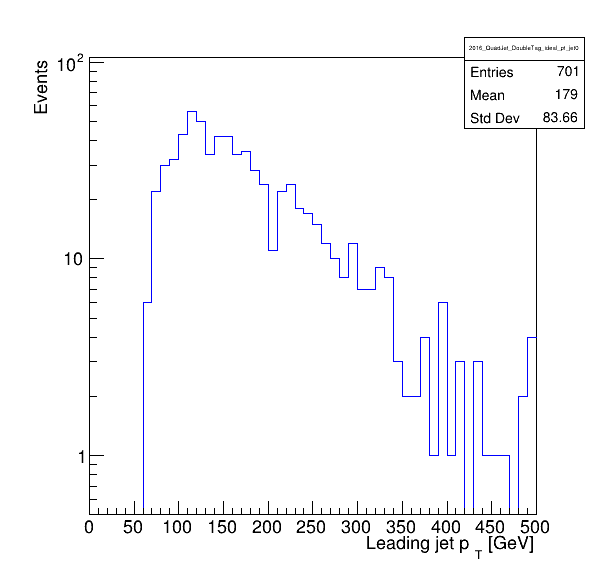 2016_QuadJet_DoubleTag_ideal_pt_jet0
Entries 701
Mean 179
Std Dev 83.66
Events
10²
10
1
0 50 100 150 200 250 300 350 400 450 500
Leading jet p T [GeV]